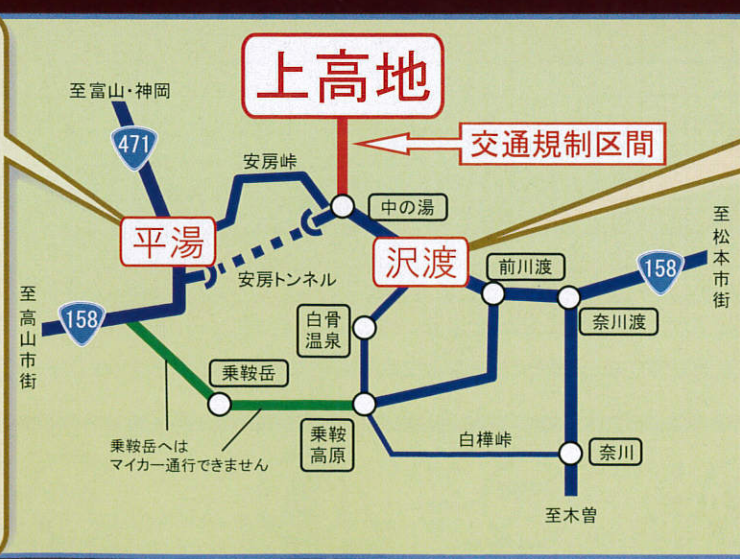 上高地
至富山・神岡
471
交通規制区間
安房峠
中の湯
平湯
沢渡
至松本市街
158
前川渡
安房トンネル
至高山市街
158
白骨
温泉
奈川渡
乗鞍岳
乗鞍
高原
白樺峠
奈川
乗鞍岳へは
マイカー通行できません
至木曽